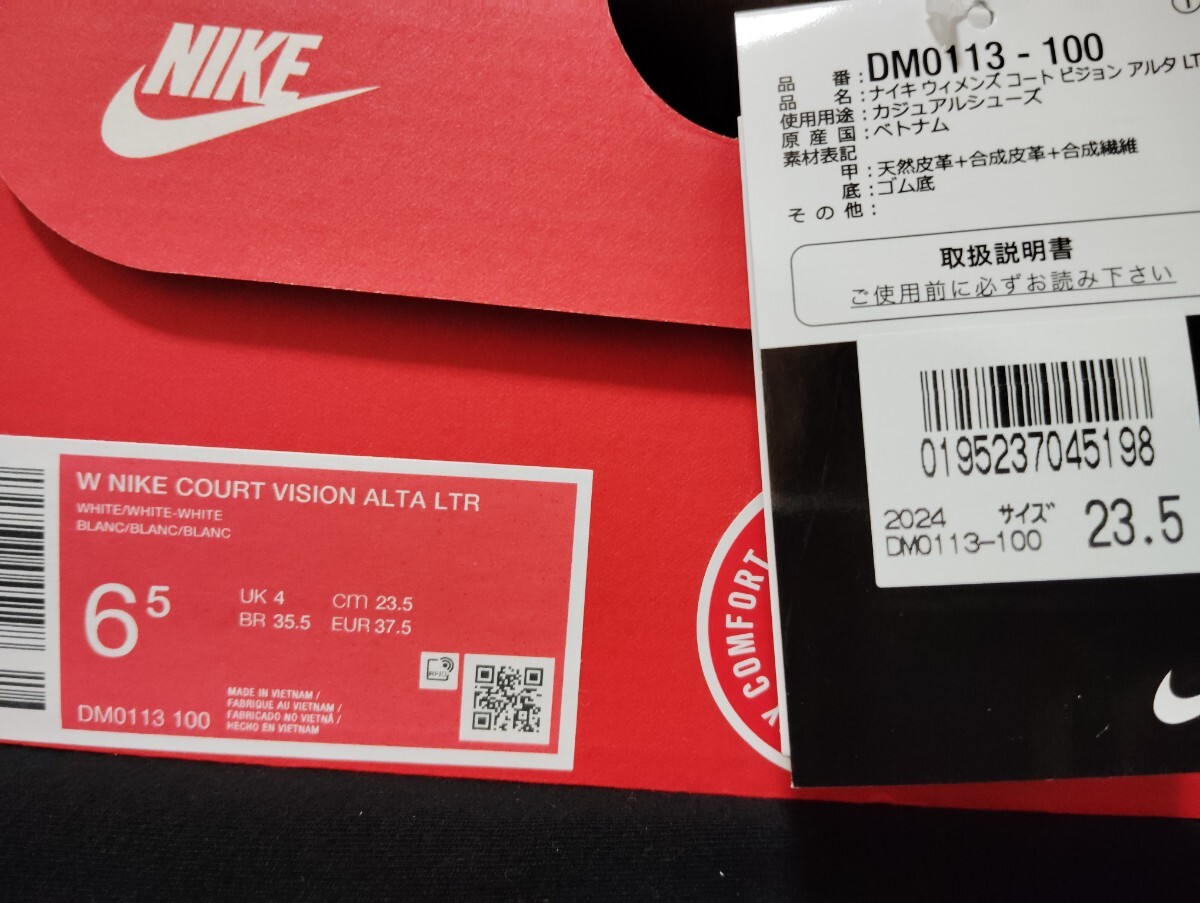 NIKE
W NIKE COURT VISION ALTA LTR
WHITE/WHITE-WHITE
BLANC/BLANC/BLANC
6⁵
UK 4 cm 23.5
BR 35.5 EUR 37.5
RFID
DM0113 100
MADE IN VIETNAM /
FABRIQUE AU VIETNAM /
FABRICADO NO VIETNÃ /
HECHO EN VIETNAM
COMFORT
①
品 番:DM0113 - 100
品 名:ナイキ ウィメンズ コート ビジョン アルタ LT
使用用途:カジュアルシューズ
原 産 国:ベトナム
素材表記
甲:天然皮革+合成皮革+合成繊維
底:ゴム底
そ の 他:
取扱説明書
ご使用前に必ずお読み下さい
0195237045198
2024 サイズ 23.5
DM0113-100